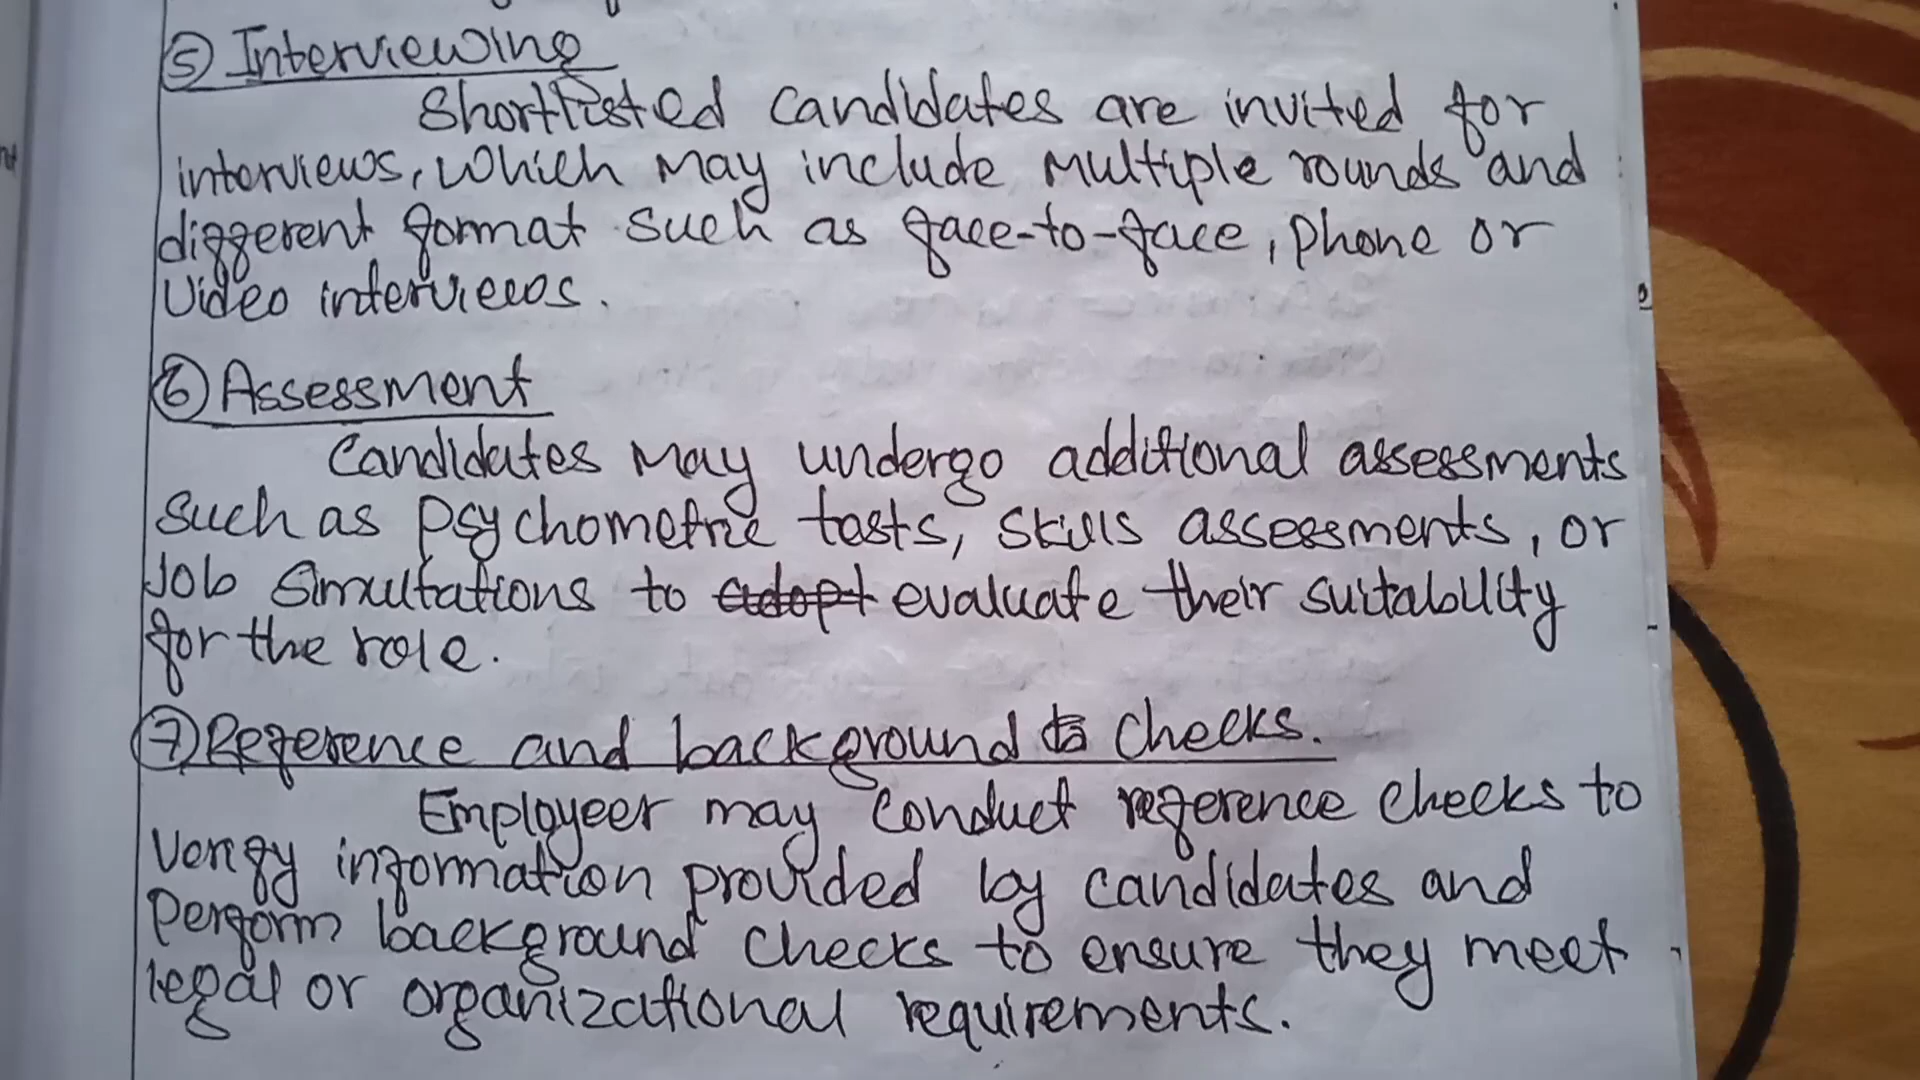 ⑤ Interviewing
Shortlisted candidates are invited for
interviews, which may include multiple rounds and
different format such as face-to-face, phone or
Video interviews.
⑥ Assessment
Candidates may undergo additional assessments
such as psychometric tests, skills assessments, or
Job Simultations to adopt evaluate their suitability
for the role.
⑦ Reference and background checks.
Employeer may conduct reference checks to
Verify information provided by candidates and
Perform background checks to ensure they meet
legal or organizational requirements.